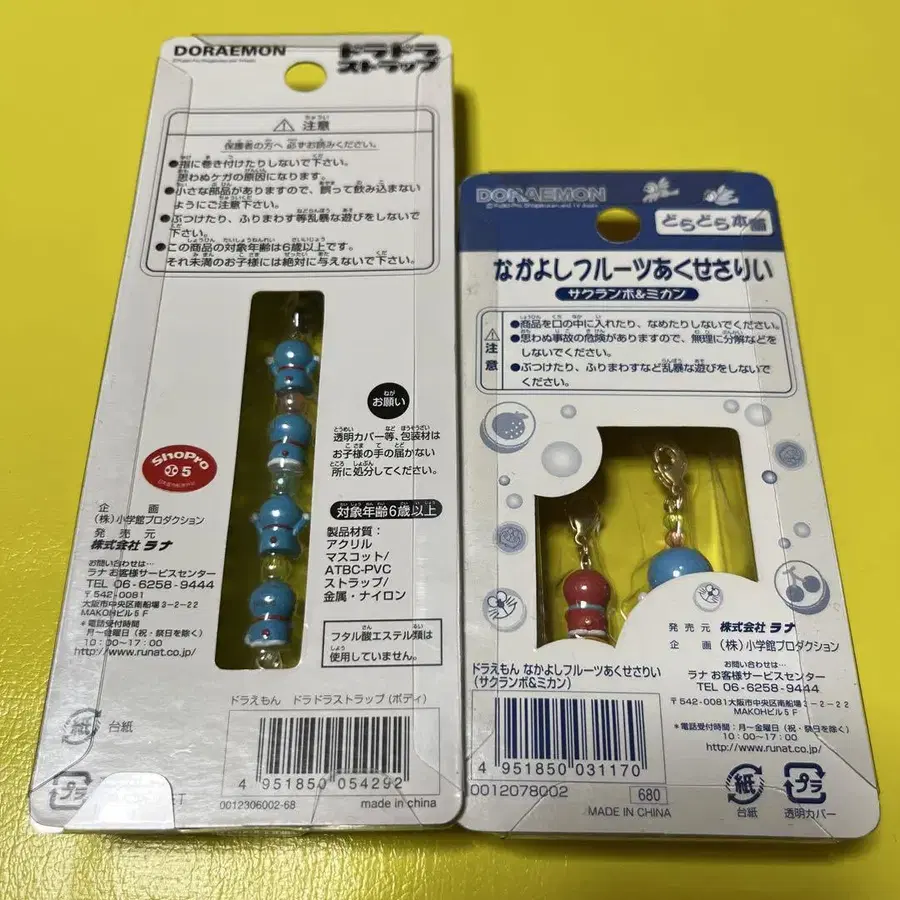 DORAEMON
ドラドラ
ストラップ
注意
保護者の方へ 必ずお読みください。
●指に巻き付けたりしないで下さい。
思わぬケガの原因になります。
●小さな部品がありますので、誤って飲み込まない
ようにご注意下さい。
●ぶつけたり、ふりまわす等乱暴な遊びをしないで
下さい。
●この商品の対象年齢は6歳以上です。
それ未満のお子様には絶対に与えないで下さい。
お願い
透明カバー等、包装材は
お子様の手の届かない
所に処分してください。
対象年齢6歳以上
製品材質:
アクリル
マスコット/
ATBC-PVC
ストラップ/
金属・ナイロン
フタル酸エステル類は
使用していません。
ShoPro
5
企画
(株)小学館プロダクション
発売元
株式会社 ラナ
お問い合わせは…
ラナ お客様サービスセンター
TEL 06-6258-9444
〒542-0081
大阪市中央区南船場3-2-22
MAKOHビル5F
*電話受付時間
月~金曜日(祝・祭日を除く)
10:00~17:00
http://www.runat.co.jp/
ドラえもん ドラドラストラップ(ボディ)
4 951850 054292
0012306002-68
made in china
紙
台紙
プラ
DORAEMON
どらどら本舗
なかよしフルーツあくせさりい
サクランボ&ミカン
注意
●商品を口の中に入れたり、なめたりしないでください。
●思わぬ事故の危険がありますので、無理に分解などを
しないでください。
●ぶつけたり、ふりまわすなど乱暴な遊びをしないで
ください。
発売元 株式会社 ラナ
企画 (株)小学館プロダクション
お問い合わせは…
ラナ お客様サービスセンター
TEL 06-6258-9444
〒542-0081大阪市中央区南船場3-2-22
MAKOHビル5F
*電話受付時間:月~金曜日(祝・祭日を除く)
10:00~17:00
http://www.runat.co.jp/
ドラえもん なかよしフルーツあくせさりい
(サクランボ&ミカン)
4 951850 031170
0012078002
680
MADE IN CHINA
紙
台紙
プラ
透明カバー